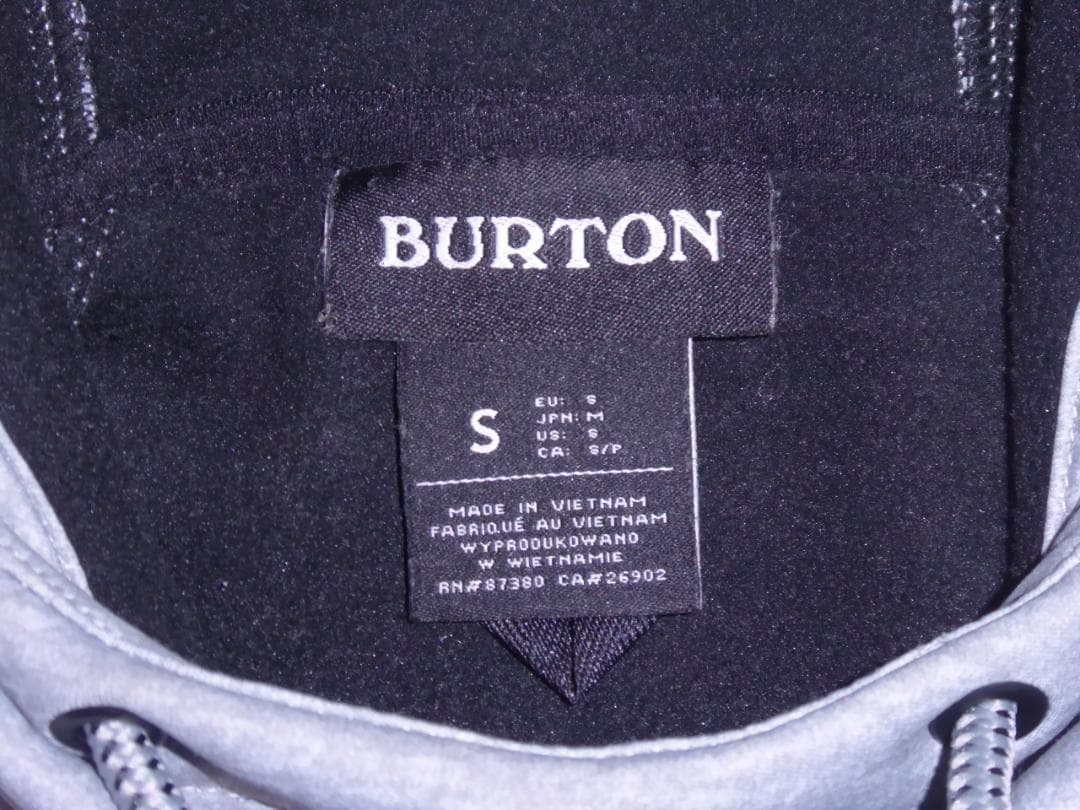 BURTON
S
EU: S
JPN: M
US: S
CA: S/P
MADE IN VIETNAM
FABRIQUÉ AU VIETNAM
WYPRODUKOWANO
W WIETNAMIE
RN#87380 CA#26902